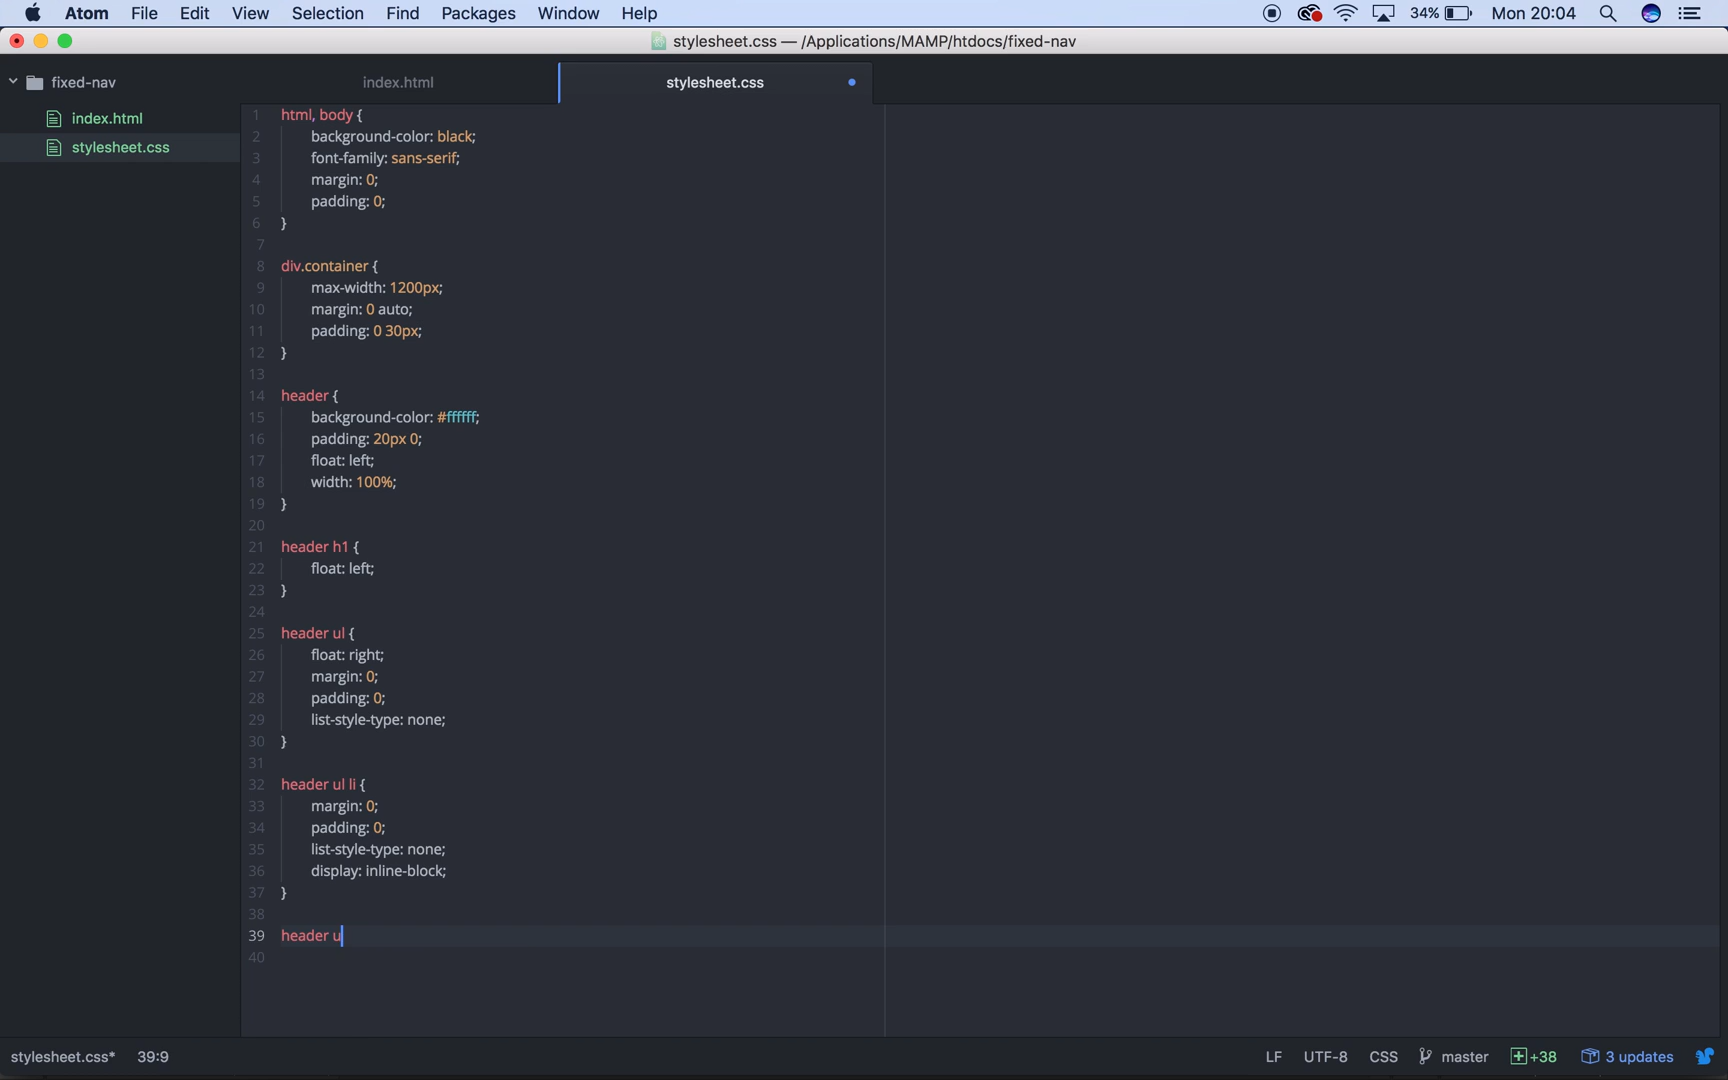 Atom File Edit View Selection Find Packages Window Help 34% Mon 20:04
stylesheet.css — /Applications/MAMP/htdocs/fixed-nav
fixed-nav
index.html
stylesheet.css
index.html stylesheet.css
1 html, body {
2 background-color: black;
3 font-family: sans-serif;
4 margin: 0;
5 padding: 0;
6 }
7
8 div.container {
9 max-width: 1200px;
10 margin: 0 auto;
11 padding: 0 30px;
12 }
13
14 header {
15 background-color: #ffffff;
16 padding: 20px 0;
17 float: left;
18 width: 100%;
19 }
20
21 header h1 {
22 float: left;
23 }
24
25 header ul {
26 float: right;
27 margin: 0;
28 padding: 0;
29 list-style-type: none;
30 }
31
32 header ul li {
33 margin: 0;
34 padding: 0;
35 list-style-type: none;
36 display: inline-block;
37 }
38
39 header u
40
stylesheet.css* 39:9 LF UTF-8 CSS master +38 3 updates